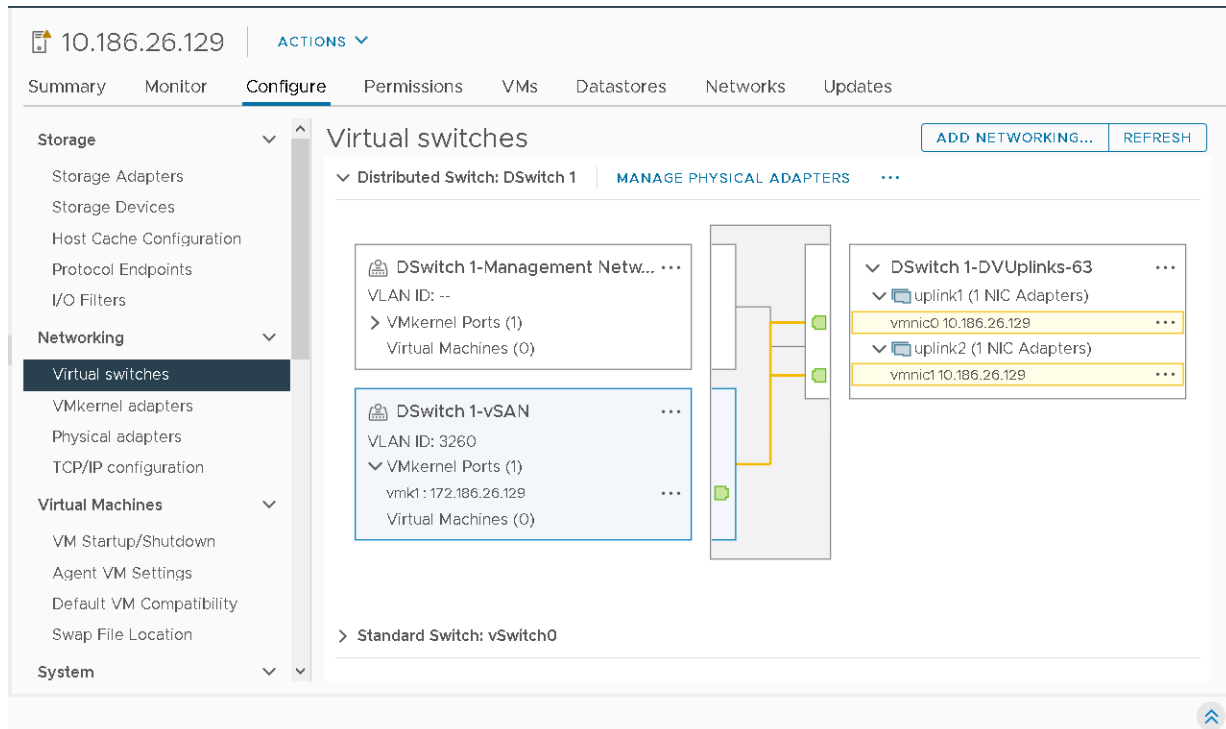 10.186.26.129
ACTIONS
Summary Monitor Configure Permissions VMs Datastores Networks Updates
Storage
Storage Adapters
Storage Devices
Host Cache Configuration
Protocol Endpoints
I/O Filters
Networking
Virtual switches
VMkernel adapters
Physical adapters
TCP/IP configuration
Virtual Machines
VM Startup/Shutdown
Agent VM Settings
Default VM Compatibility
Swap File Location
System
Virtual switches
ADD NETWORKING... REFRESH
Distributed Switch: DSwitch 1 MANAGE PHYSICAL ADAPTERS ...
DSwitch 1-Management Netw... ...
VLAN ID: --
VMkernel Ports (1)
Virtual Machines (0)
DSwitch 1-vSAN ...
VLAN ID: 3260
VMkernel Ports (1)
vmk1 : 172.186.26.129 ...
Virtual Machines (0)
DSwitch 1-DVUplinks-63 ...
uplink1 (1 NIC Adapters)
vmnic0 10.186.26.129 ...
uplink2 (1 NIC Adapters)
vmnic1 10.186.26.129 ...
Standard Switch: vSwitch0